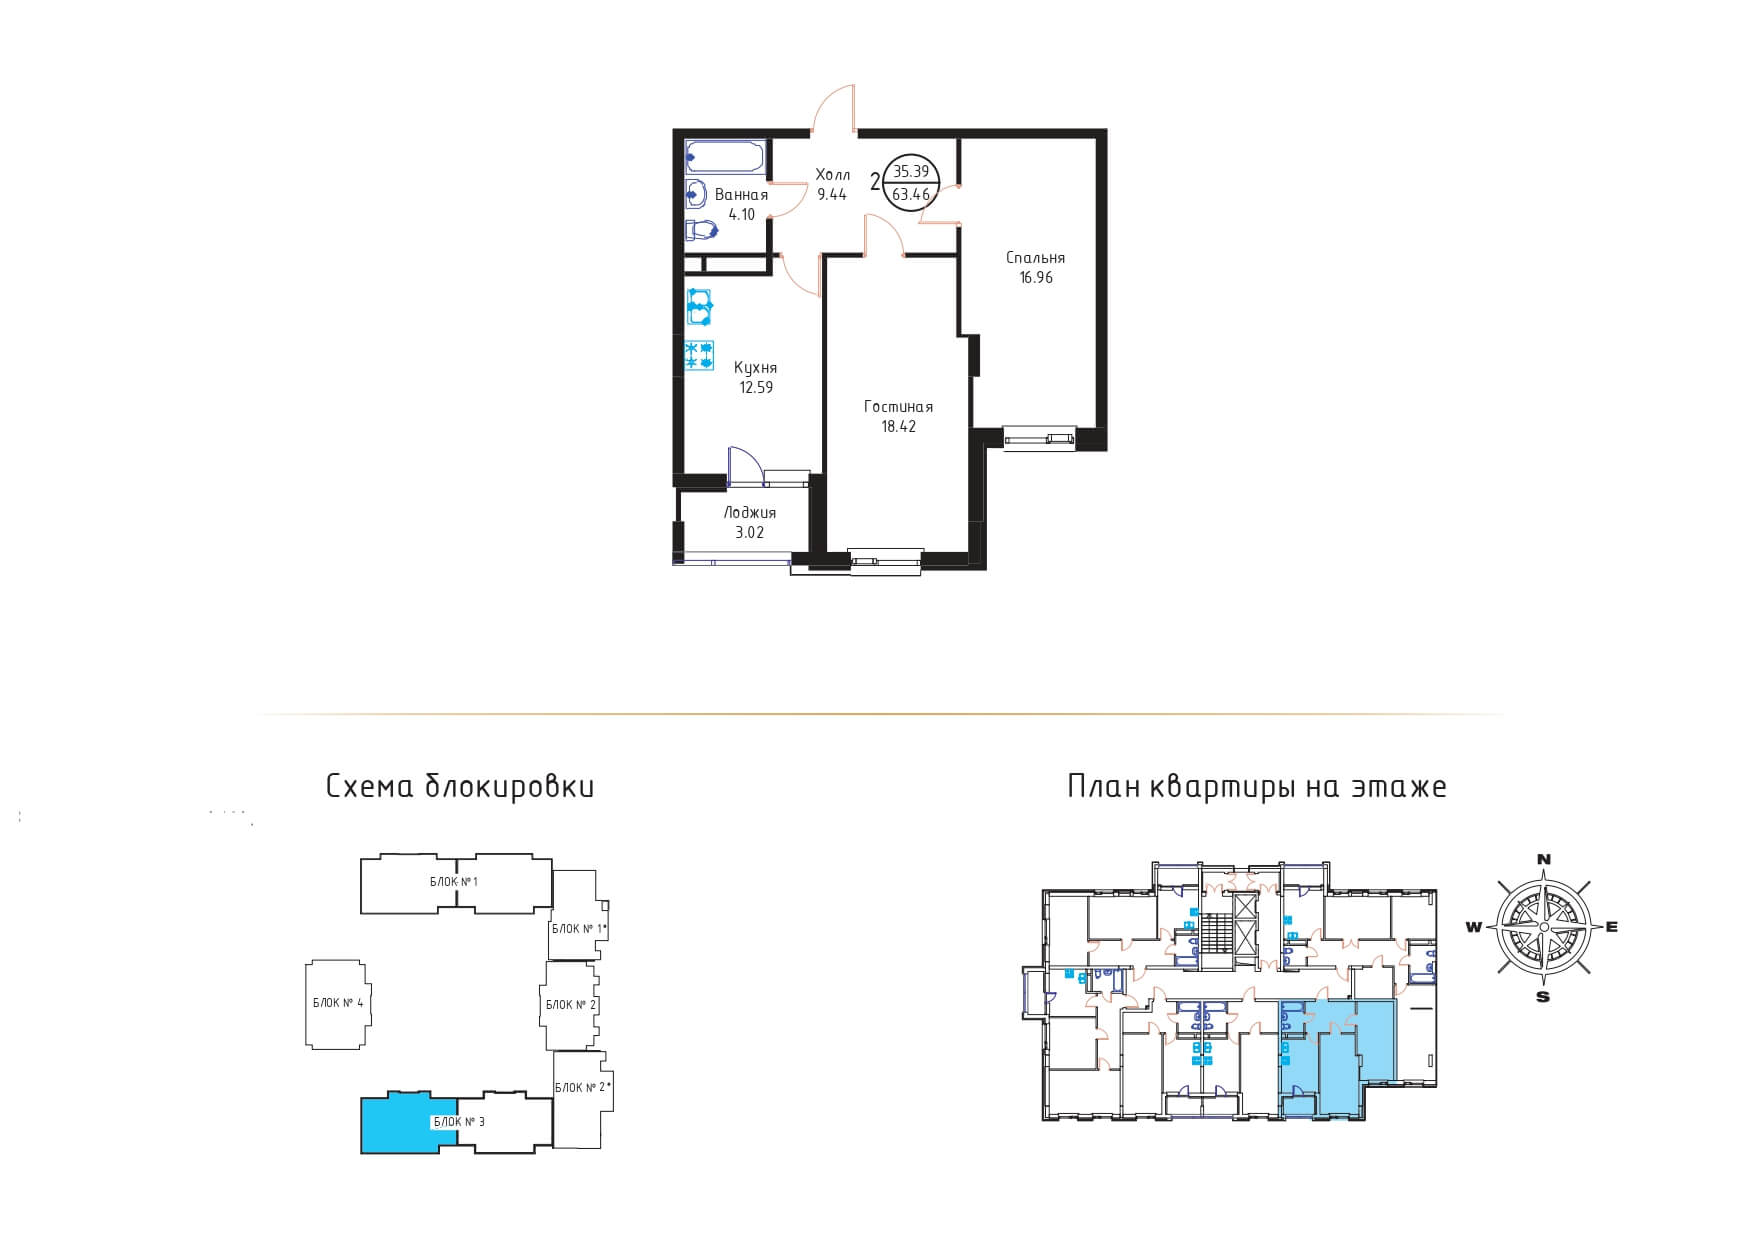 Холл
9.44
2
35.39
63.46
Ванная
4.10
Спальня
16.96
Кухня
12.59
Гостиная
18.42
Лоджия
3.02
Схема блокировки
План квартиры на этаже
БЛОК № 1
БЛОК № 1*
БЛОК № 4
БЛОК № 2
БЛОК № 2*
БЛОК № 3
N
W
E
S